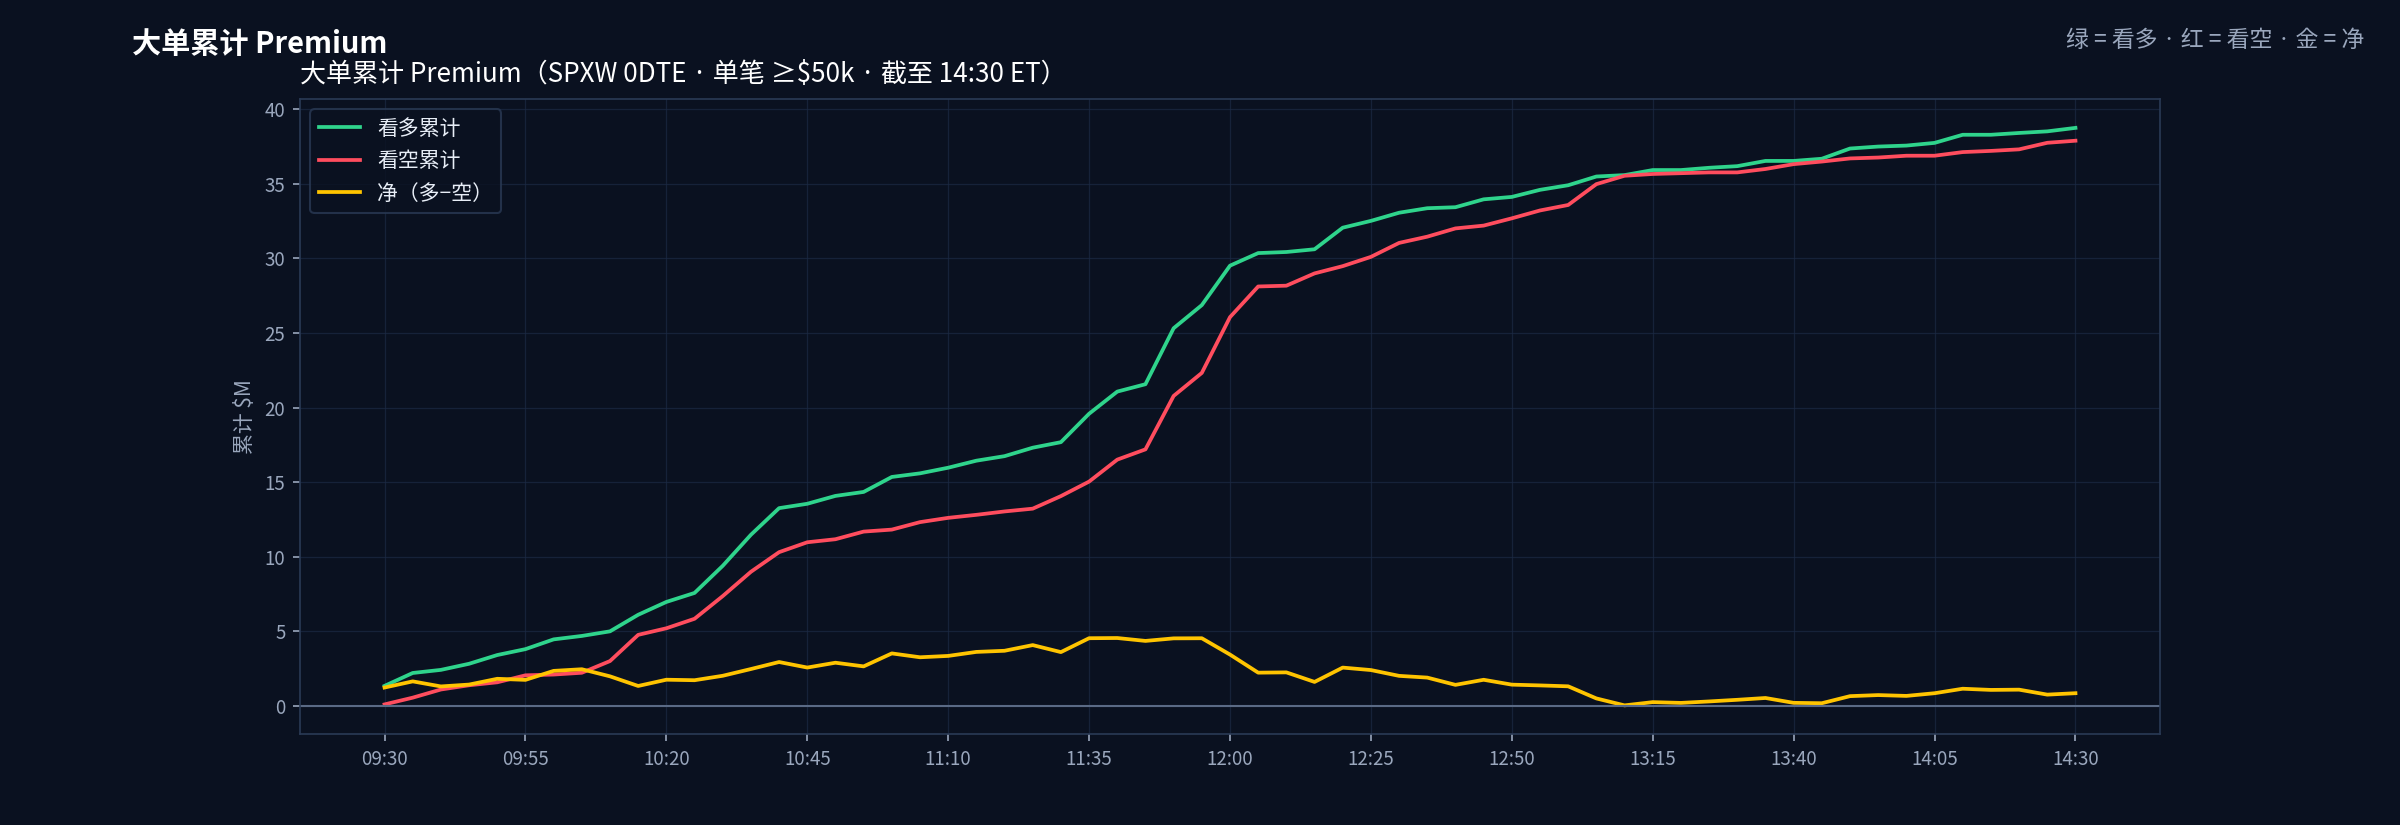 大单累计 Premium
绿 = 看多 · 红 = 看空 · 金 = 净
大单累计 Premium（SPXW 0DTE · 单笔 ≥$50k · 截至 14:30 ET）
看多累计
看空累计
净（多−空）
累计 $M
40
35
30
25
20
15
10
5
0
09:30 09:55 10:20 10:45 11:10 11:35 12:00 12:25 12:50 13:15 13:40 14:05 14:30